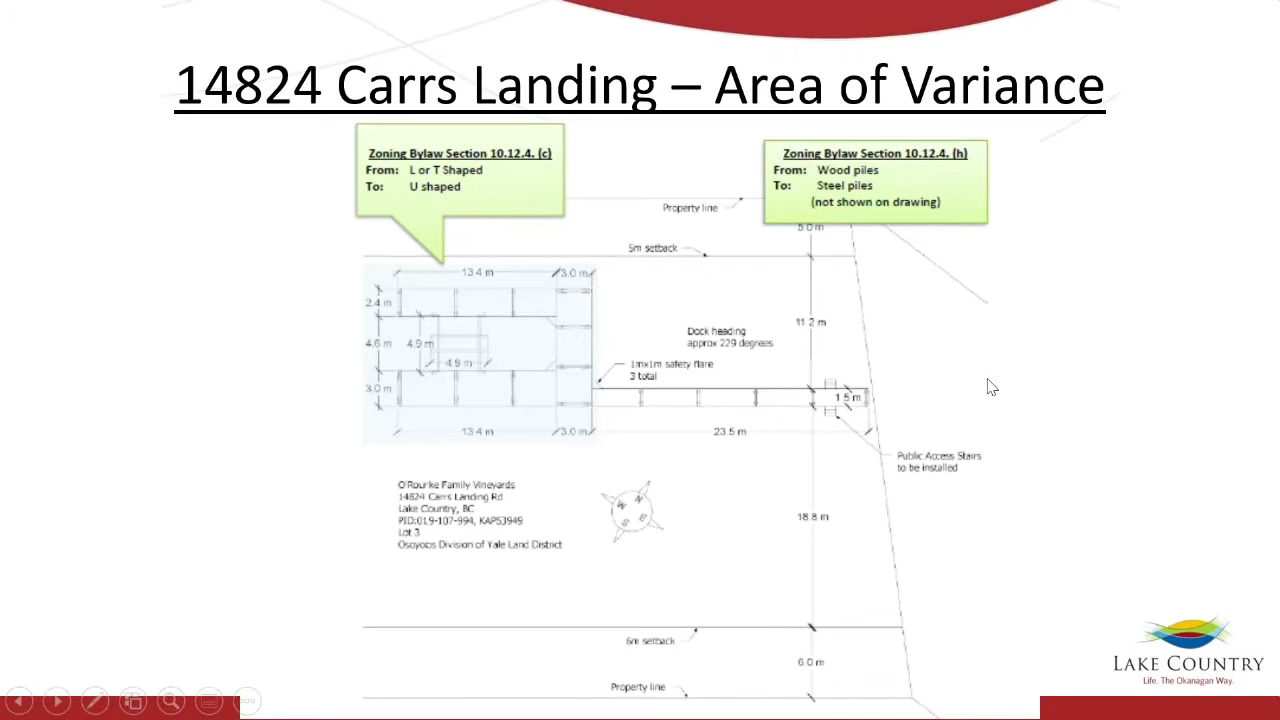 14824 Carrs Landing – Area of Variance
Zoning Bylaw Section 10.12.4. (c)
From: L or T Shaped
To: U shaped
Zoning Bylaw Section 10.12.4. (h)
From: Wood piles
To: Steel piles
(not shown on drawing)
Property line
5.0 m
5m setback
13.4 m
3.0 m
2.4 m
11.2 m
Dock heading
approx 229 degrees
4.6 m
4.9 m
4.9 m
1mx1m safety flare
3 total
3.0 m
1.5 m
13.4 m
3.0 m
23.5 m
Public Access Stairs
to be installed
O'Rourke Family Vineyards
14824 Carrs Landing Rd
Lake Country, BC
PID:019-107-994, KAP53949
Lot 3
Osoyoos Division of Yale Land District
N
W
E
S
18.8 m
6m setback
6.0 m
Property line
LAKE COUNTRY
Life. The Okanagan Way.